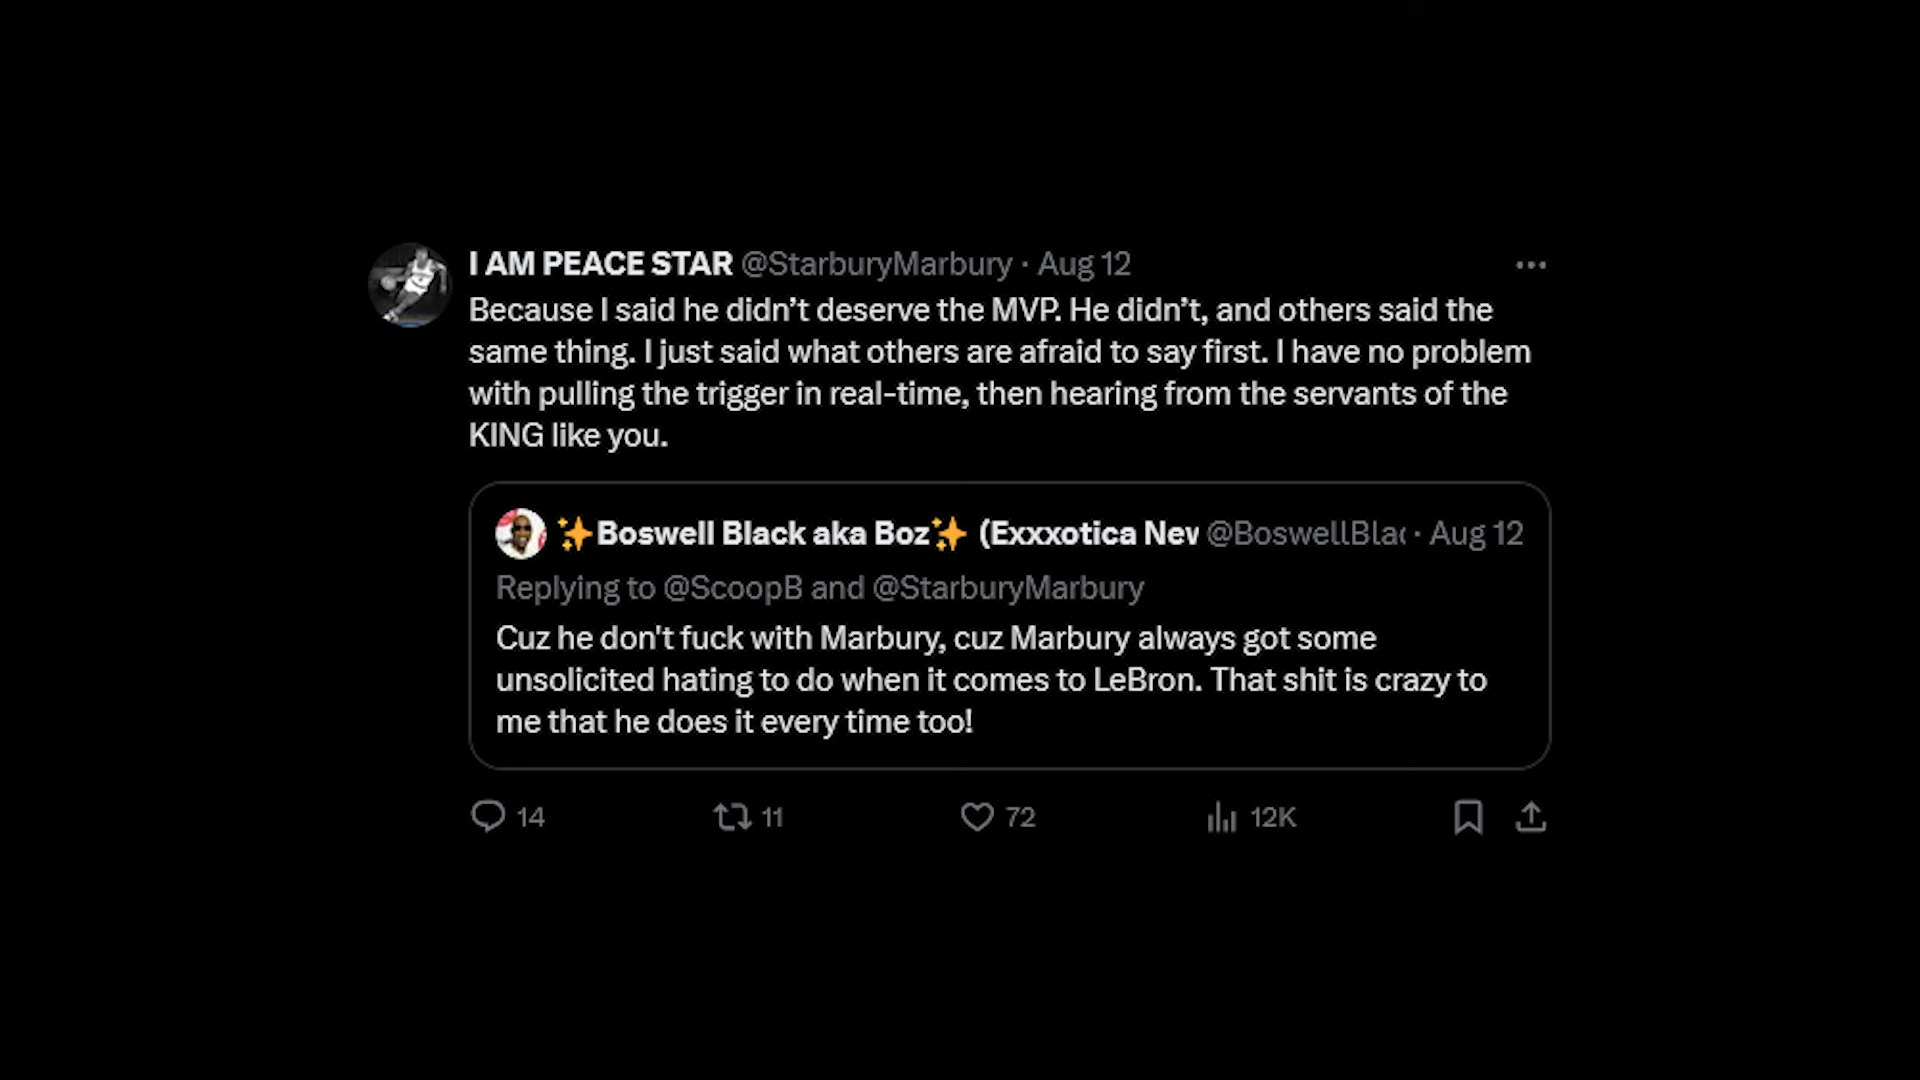 I AM PEACE STAR @StarburyMarbury · Aug 12
Because I said he didn’t deserve the MVP. He didn’t, and others said the
same thing. I just said what others are afraid to say first. I have no problem
with pulling the trigger in real-time, then hearing from the servants of the
KING like you.
✨Boswell Black aka Boz✨ (Exxxotica Nev @BoswellBlac · Aug 12
Replying to @ScoopB and @StarburyMarbury
Cuz he don't fuck with Marbury, cuz Marbury always got some
unsolicited hating to do when it comes to LeBron. That shit is crazy to
me that he does it every time too!
14 11 72 12K